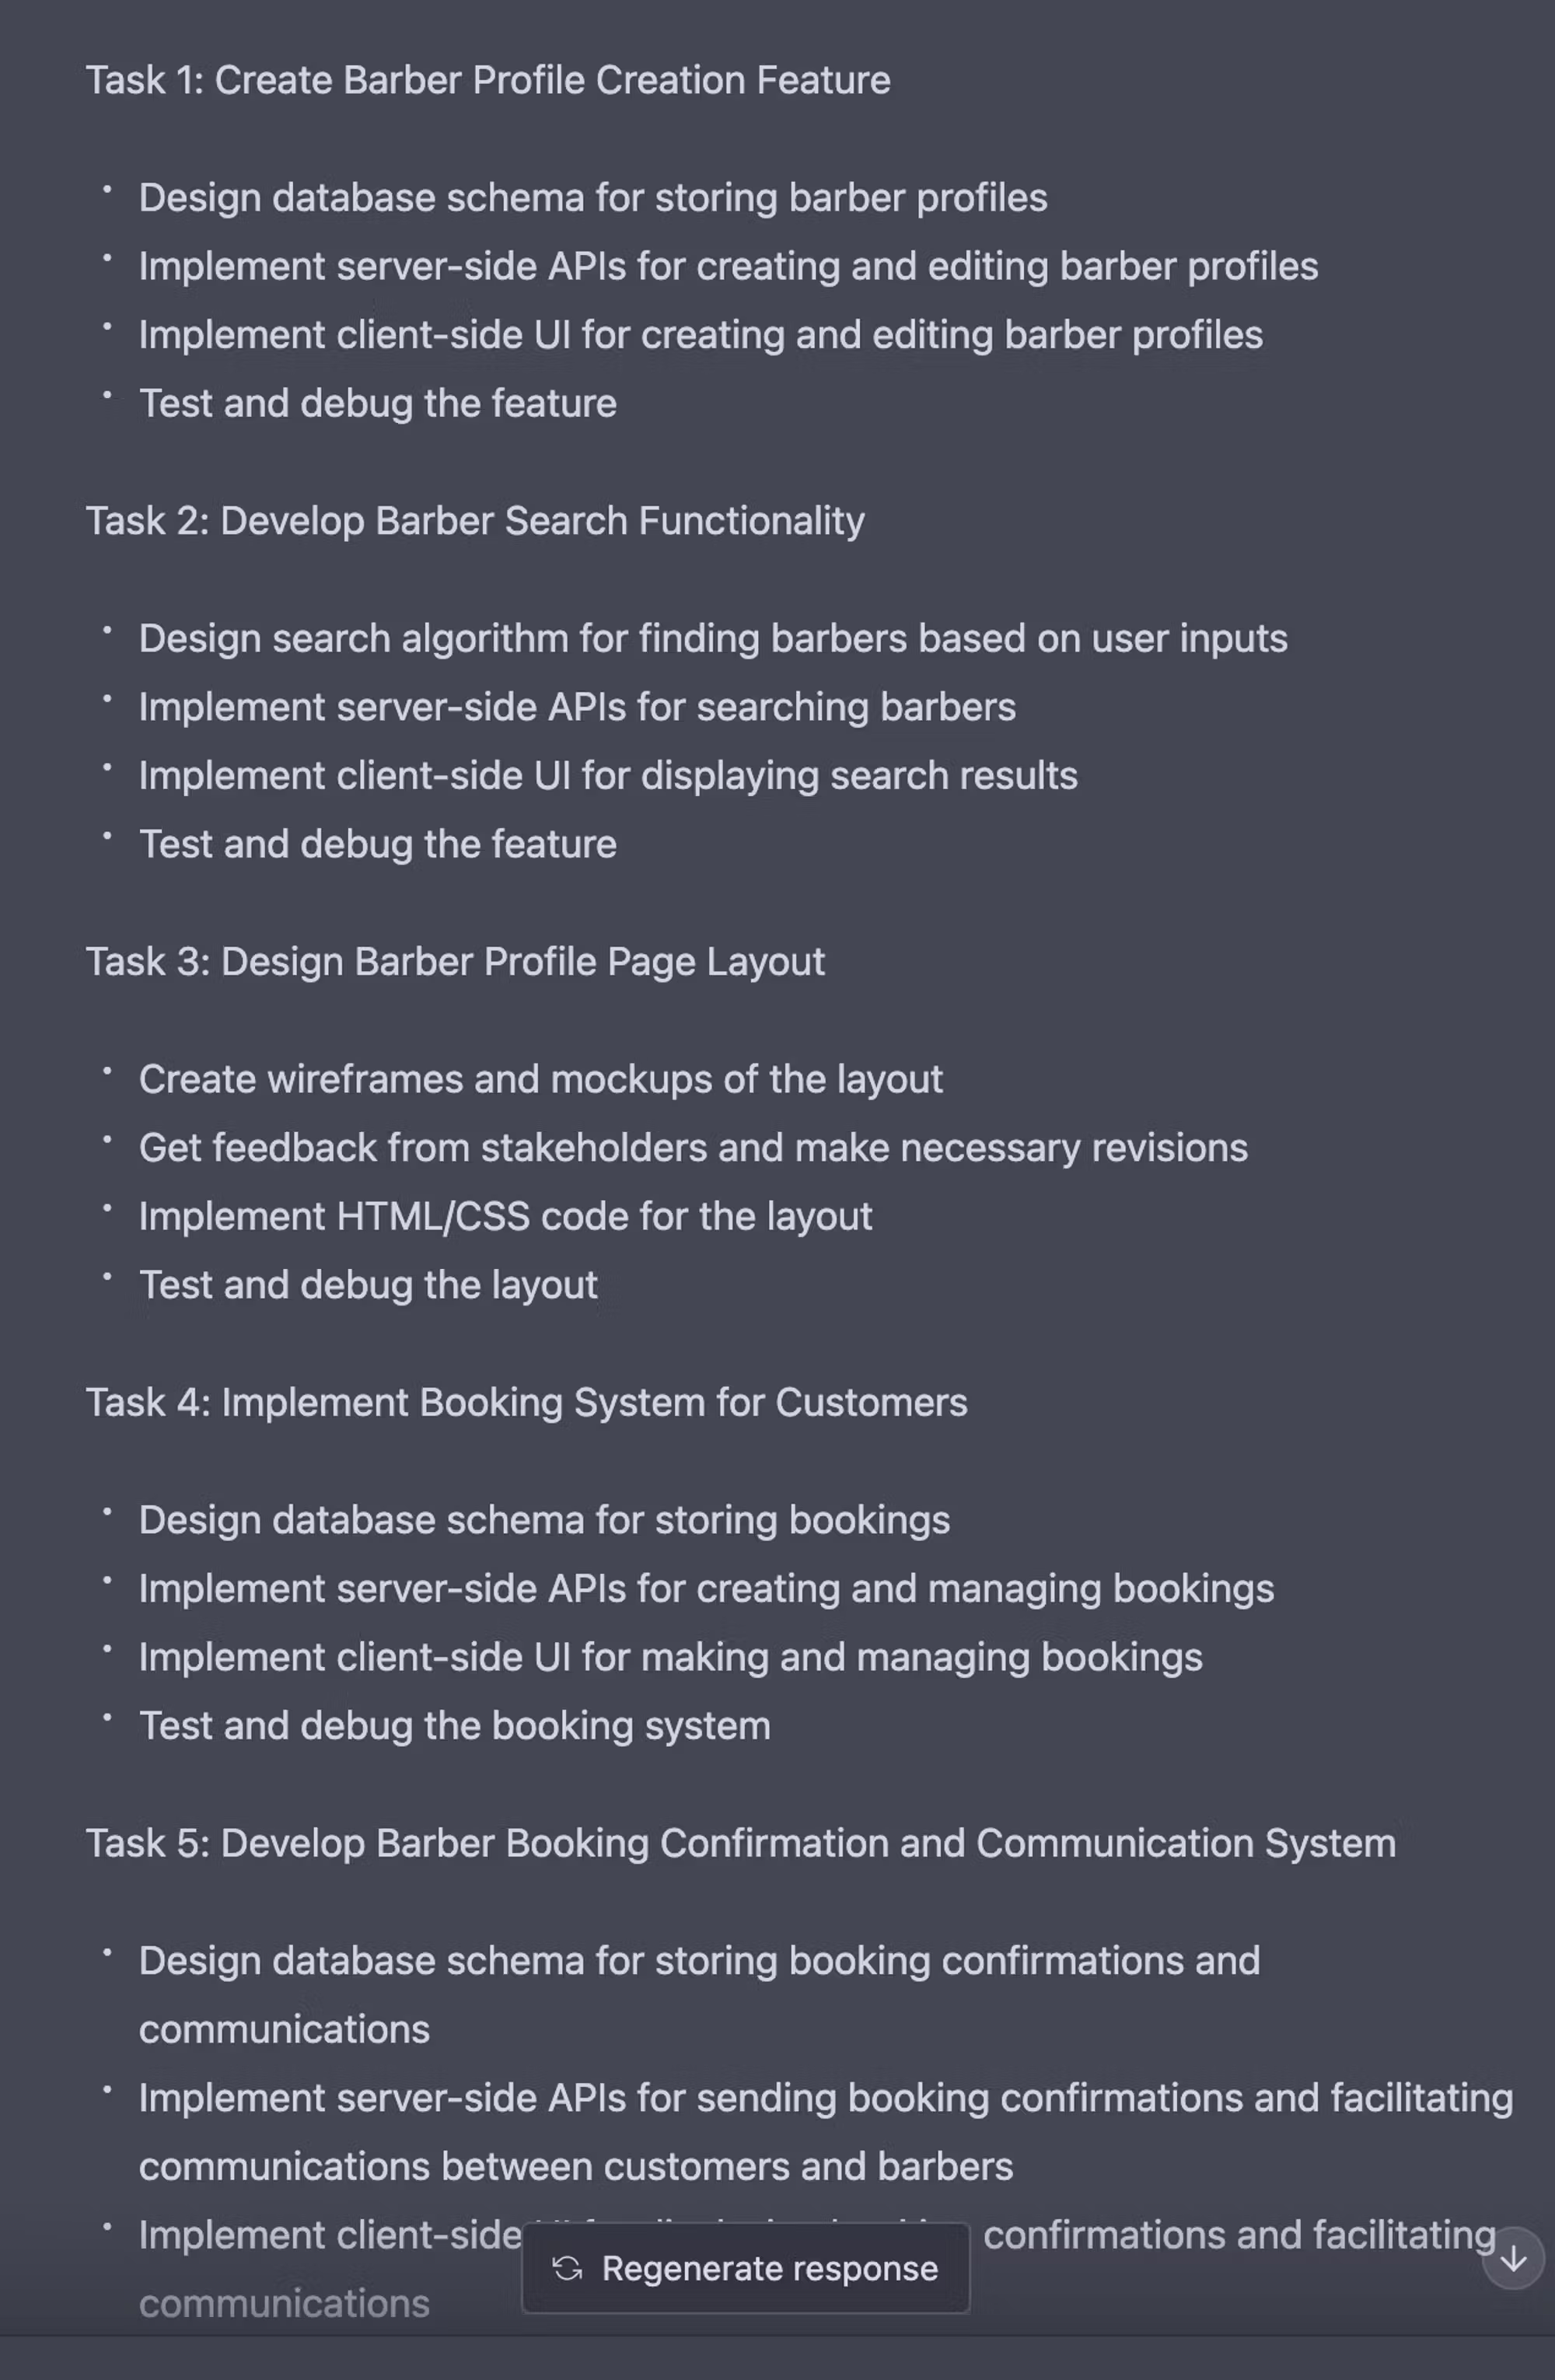 Task 1: Create Barber Profile Creation Feature
• Design database schema for storing barber profiles
• Implement server-side APIs for creating and editing barber profiles
• Implement client-side UI for creating and editing barber profiles
• Test and debug the feature
Task 2: Develop Barber Search Functionality
• Design search algorithm for finding barbers based on user inputs
• Implement server-side APIs for searching barbers
• Implement client-side UI for displaying search results
• Test and debug the feature
Task 3: Design Barber Profile Page Layout
• Create wireframes and mockups of the layout
• Get feedback from stakeholders and make necessary revisions
• Implement HTML/CSS code for the layout
• Test and debug the layout
Task 4: Implement Booking System for Customers
• Design database schema for storing bookings
• Implement server-side APIs for creating and managing bookings
• Implement client-side UI for making and managing bookings
• Test and debug the booking system
Task 5: Develop Barber Booking Confirmation and Communication System
• Design database schema for storing booking confirmations and
communications
• Implement server-side APIs for sending booking confirmations and facilitating
communications between customers and barbers
• Implement client-side confirmations and facilitating
Regenerate response
communications